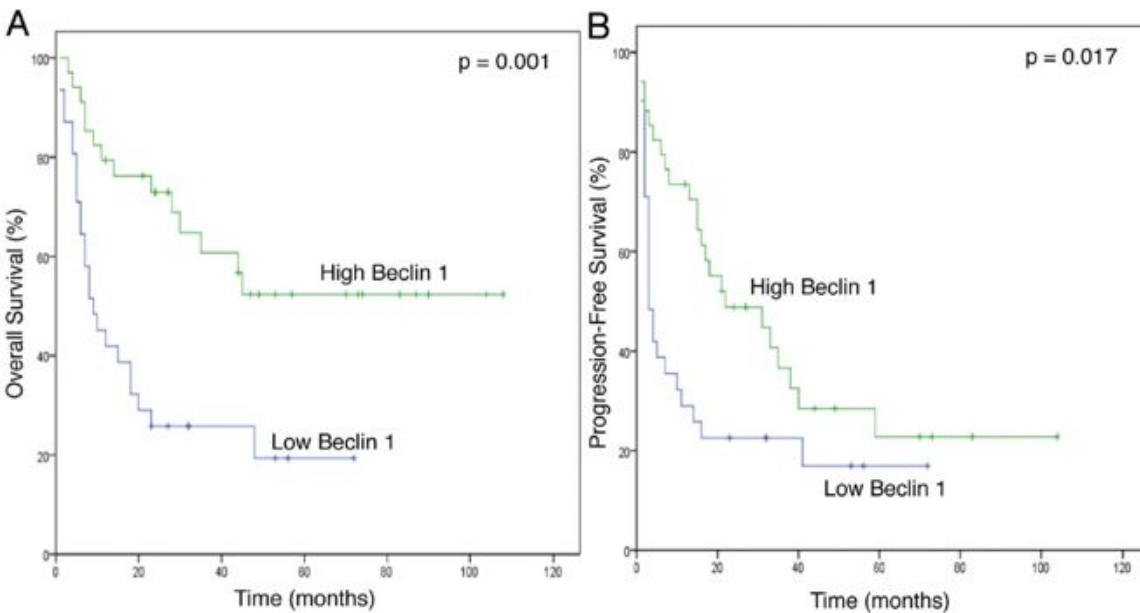 A
p = 0.001
Overall Survival (%)
100
80
60
40
20
0
High Beclin 1
Low Beclin 1
0 20 40 60 80 100 120
Time (months)
B
p = 0.017
Progression-Free Survival (%)
100
80
60
40
20
0
High Beclin 1
Low Beclin 1
0 20 40 60 80 100 120
Time (months)